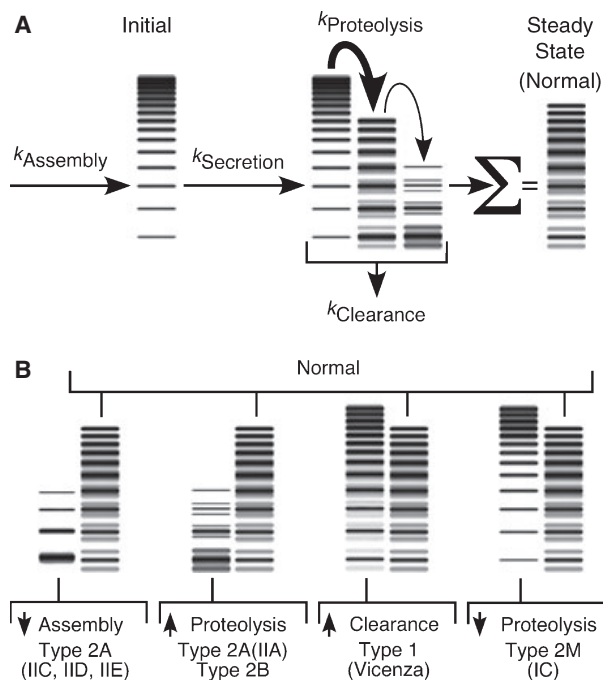 A
Initial
kProteolysis
Steady
State
(Normal)
kAssembly
kSecretion
Σ =
kClearance
B
Normal
Assembly
Type 2A
(IIC, IID, IIE)
Proteolysis
Type 2A(IIA)
Type 2B
Clearance
Type 1
(Vicenza)
Proteolysis
Type 2M
(IC)